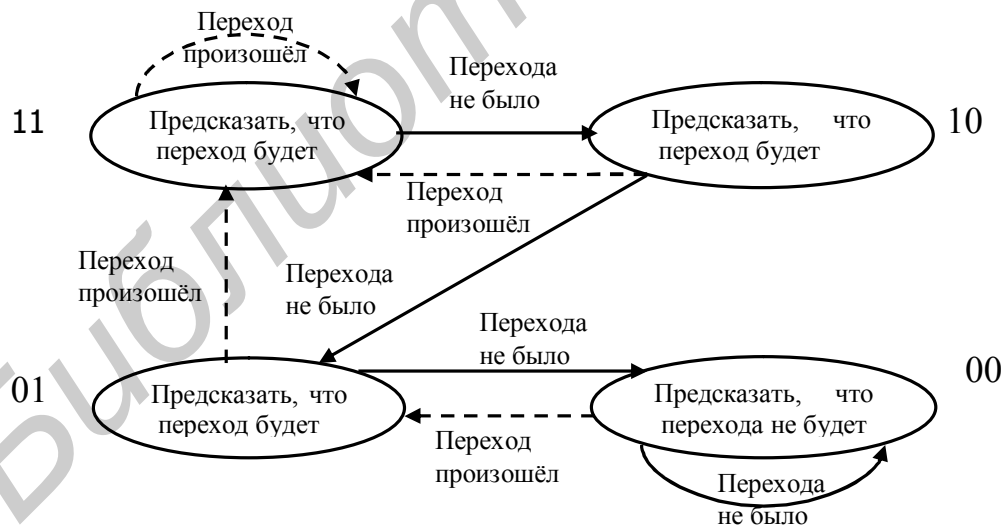 Переход
произошёл
Перехода
не было
11
Предсказать, что
переход будет
Предсказать, что
переход будет
10
Переход
произошёл
Переход
произошёл
Перехода
не было
Перехода
не было
01
Предсказать, что
переход будет
Предсказать, что
перехода не будет
00
Переход
произошёл
Перехода
не было
Библиот